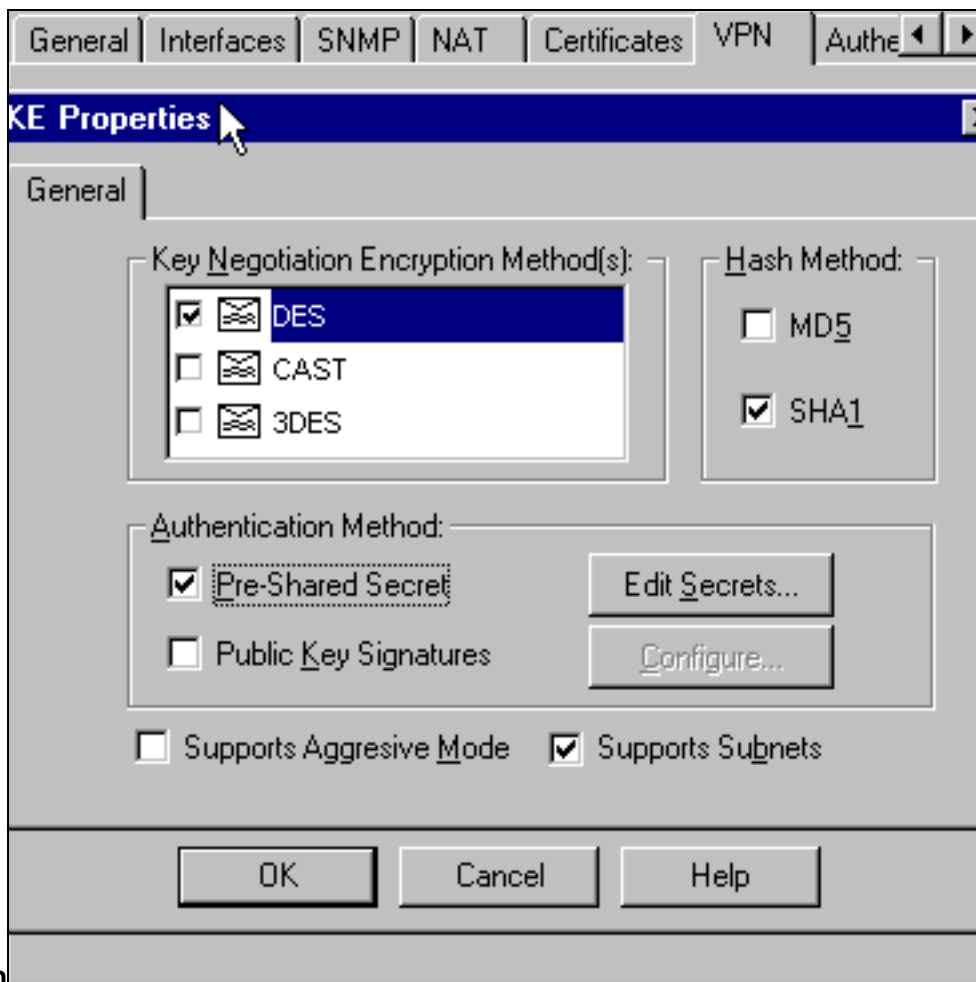 General Interfaces SNMP NAT Certificates VPN Authe
KE Properties
General
Key Negotiation Encryption Method(s):
Hash Method:
DES
CAST
3DES
MD5
SHA1
Authentication Method:
Pre-Shared Secret
Edit Secrets...
Public Key Signatures
Configure...
Supports Aggresive Mode
Supports Subnets
OK Cancel Help